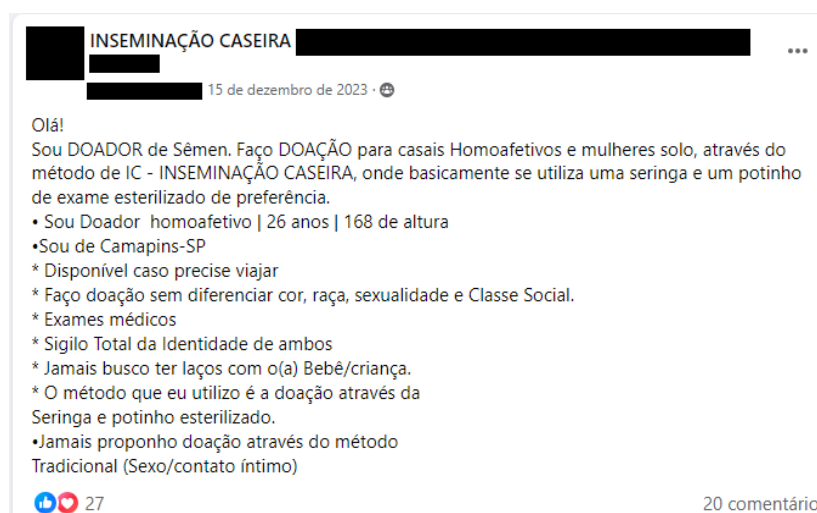 INSEMINAÇÃO CASEIRA
15 de dezembro de 2023 ·
Olá!
Sou DOADOR de Sêmen. Faço DOAÇÃO para casais Homoafetivos e mulheres solo, através do
método de IC - INSEMINAÇÃO CASEIRA, onde basicamente se utiliza uma seringa e um potinho
de exame esterilizado de preferência.
• Sou Doador  homoafetivo | 26 anos | 168 de altura
•Sou de Camapins-SP
* Disponível caso precise viajar
* Faço doação sem diferenciar cor, raça, sexualidade e Classe Social.
* Exames médicos
* Sigilo Total da Identidade de ambos
* Jamais busco ter laços com o(a) Bebê/criança.
* O método que eu utilizo é a doação através da
Seringa e potinho esterilizado.
•Jamais proponho doação através do método
Tradicional (Sexo/contato íntimo)
27 20 comentário